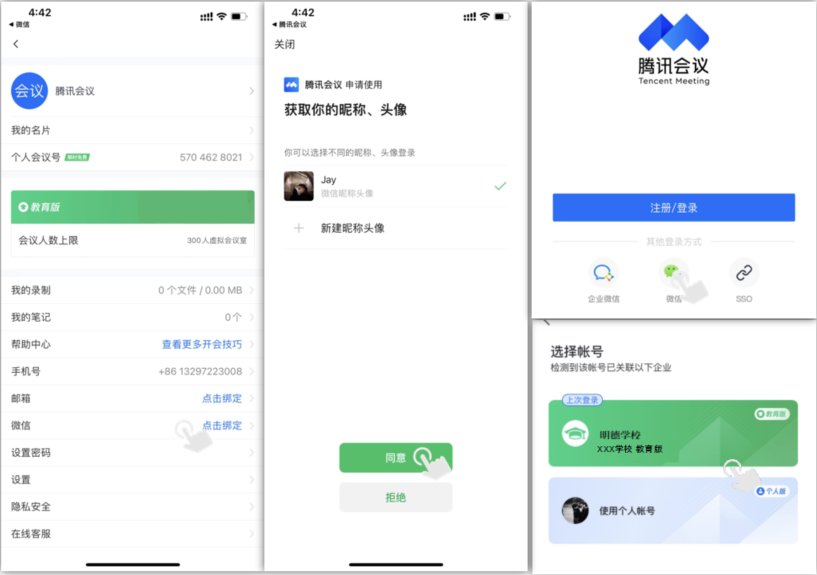 4:42
◀ 微信
会议
腾讯会议
我的名片
个人会议号 限时免费 570 462 8021
教育版
会议人数上限 300人虚拟会议室
我的录制 0 个文件 / 0.00 MB
我的笔记 0个
帮助中心 查看更多开会技巧
手机号 +86 13297223008
邮箱 点击绑定
微信 点击绑定
设置密码
设置
隐私安全
在线客服
4:42
◀ 腾讯会议
关闭
腾讯会议 申请使用
获取你的昵称、头像
你可以选择不同的昵称、头像登录
Jay
微信昵称头像
新建昵称头像
同意
拒绝
腾讯会议
Tencent Meeting
注册/登录
其他登录方式
企业微信 微信 SSO
选择帐号
检测到该帐号已关联以下企业
上次登录
教育版
明德学校
XXX学校 教育版
个人版
使用个人帐号